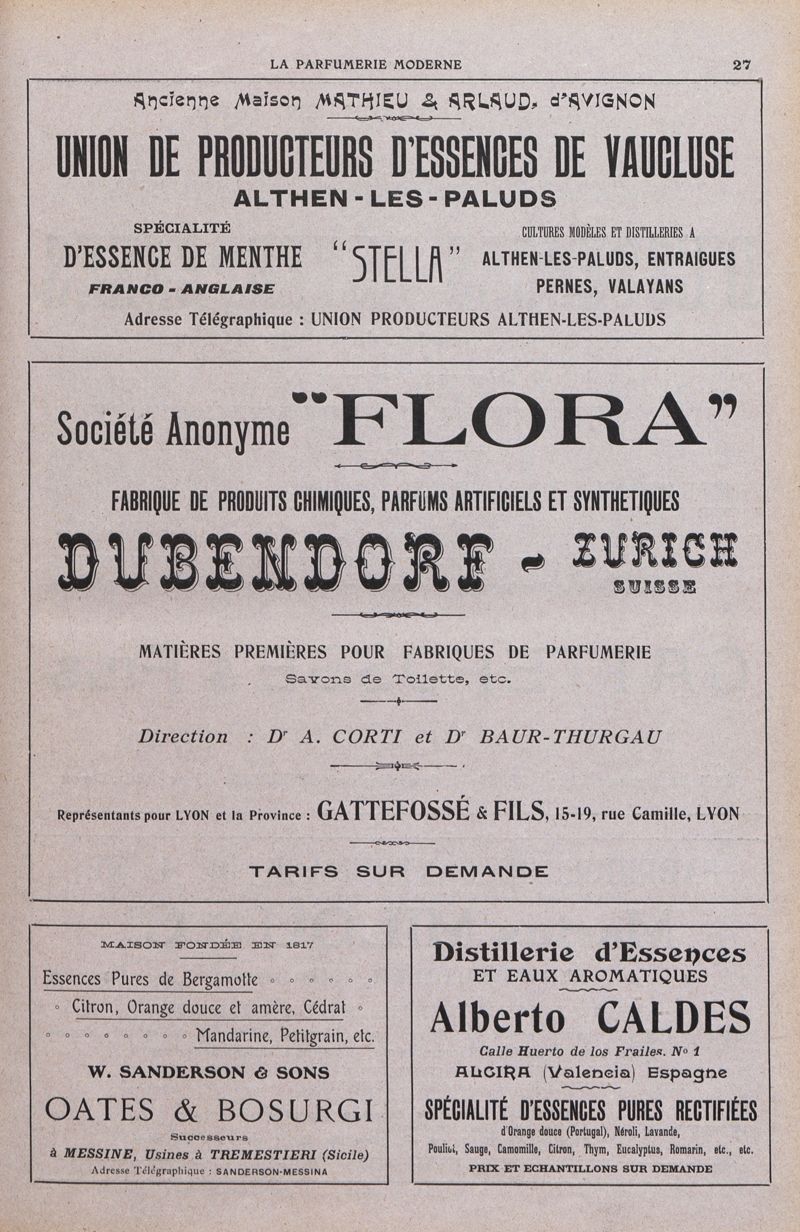 LA PARFUMERIE MODERNE 27
Ancienne Maison MATHIEU & ARLAUD, d'AVIGNON
UNION DE PRODUCTEURS D'ESSENCES DE VAUCLUSE
ALTHEN-LES-PALUDS
SPÉCIALITÉ
D'ESSENCE DE MENTHE
FRANCO-ANGLAISE
"STELLA"
CULTURES MODÈLES ET DISTILLERIES A
ALTHEN-LES-PALUDS, ENTRAIGUES
PERNES, VALAYANS
Adresse Télégraphique : UNION PRODUCTEURS ALTHEN-LES-PALUDS
Société Anonyme "FLORA"
FABRIQUE DE PRODUITS CHIMIQUES, PARFUMS ARTIFICIELS ET SYNTHETIQUES
DUBENDORF - ZURICH
SUISSE
MATIÈRES PREMIÈRES POUR FABRIQUES DE PARFUMERIE
Savons de Toilette, etc.
Direction : Dr A. CORTI et Dr BAUR-THURGAU
Représentants pour LYON et la Province : GATTEFOSSÉ & FILS, 15-19, rue Camille, LYON
TARIFS SUR DEMANDE
MAISON FONDÉE EN 1817
Essences Pures de Bergamotte
Citron, Orange douce et amère, Cédrat
Mandarine, Petitgrain, etc.
W. SANDERSON & SONS
OATES & BOSURGI
Successeurs
à MESSINE, Usines à TREMESTIERI (Sicile)
Adresse Télégraphique : SANDERSON-MESSINA
Distillerie d'Essences
ET EAUX AROMATIQUES
Alberto CALDES
Calle Huerto de los Frailes. No 1
ALCIRA (Valencia) Espagne
SPÉCIALITÉ D'ESSENCES PURES RECTIFIÉES
d'Orange douce (Portugal), Néroli, Lavande,
Sauge, Camomille, Citron, Thym, Eucalyptus, Romarin, etc., etc.
PRIX ET ECHANTILLONS SUR DEMANDE